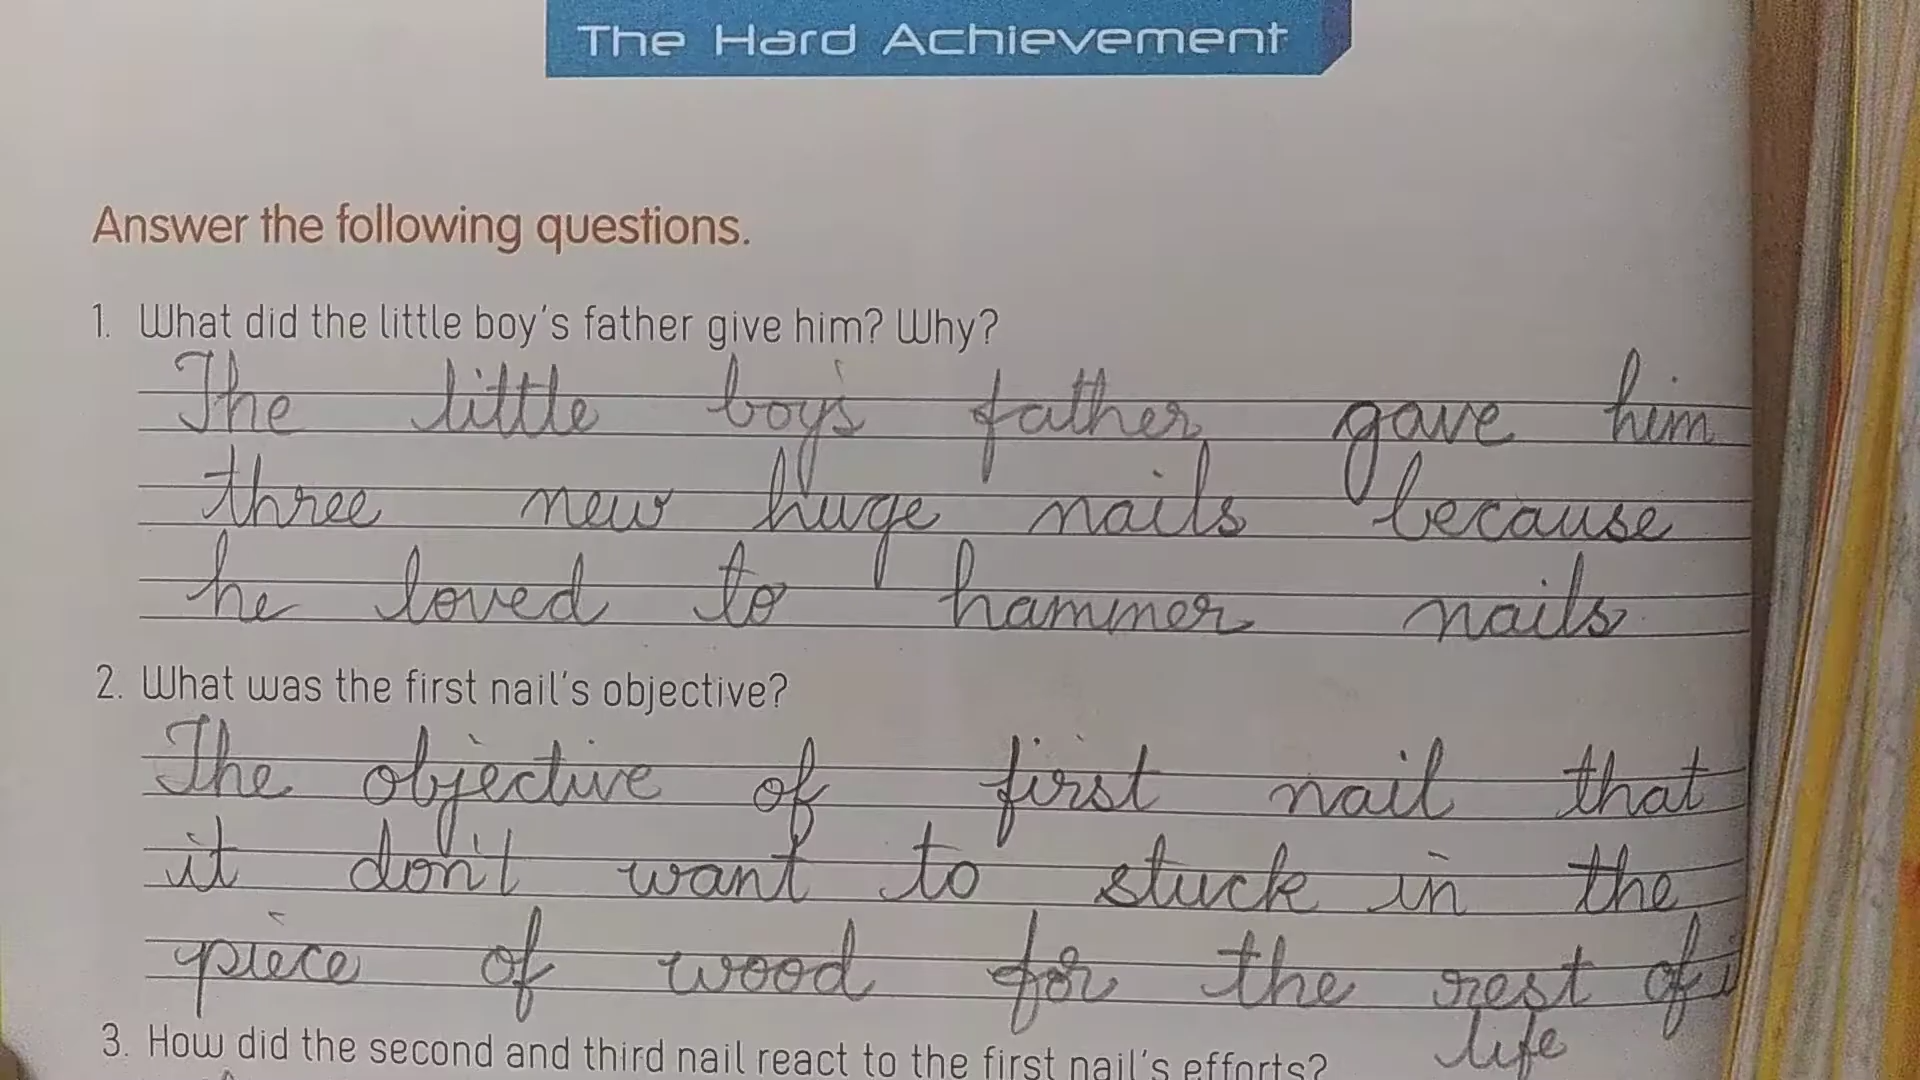 The Hard Achievement
Answer the following questions.
1. What did the little boy's father give him? Why?
The little boy's father gave him
three new huge nails because
he loved to hammer nails.
2. What was the first nail's objective?
The objective of first nail that
it don't want to stuck in the
piece of wood for the rest of
life
3. How did the second and third nail react to the first nail's efforts?